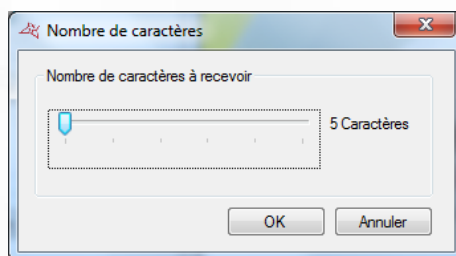 Nombre de caractères
Nombre de caractères à recevoir
5 Caractères
OK
Annuler